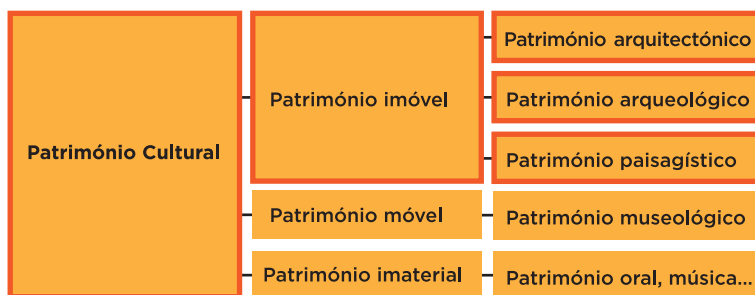 Património Cultural
Património imóvel
Património arquitectónico
Património arqueológico
Património paisagístico
Património móvel
Património museológico
Património imaterial
Património oral, música...